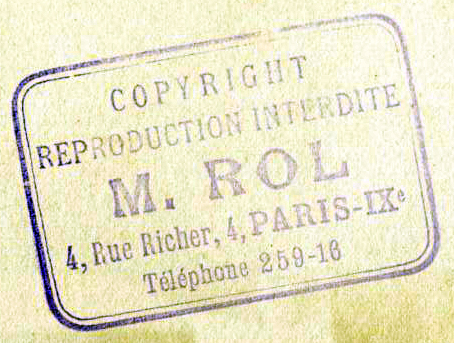 COPYRIGHT
REPRODUCTION INTERDITE
M. ROL
4, Rue Richer, 4, PARIS-IXe
Téléphone 259-16